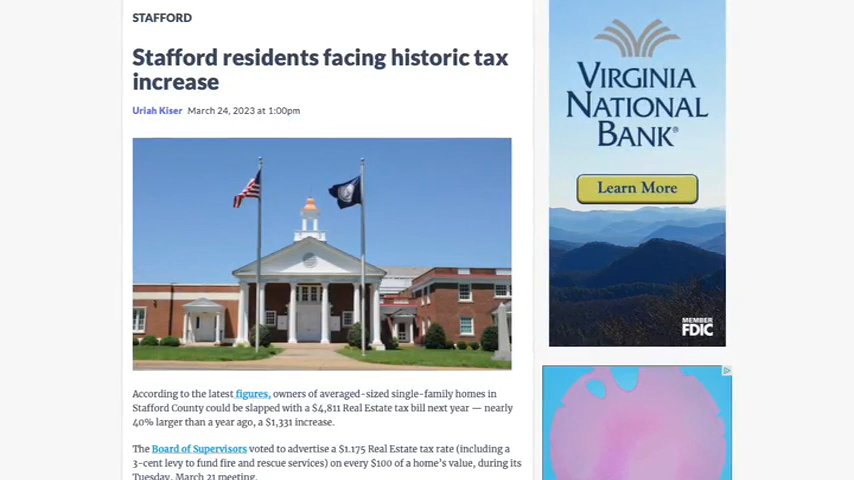 STAFFORD
Stafford residents facing historic tax
increase
Uriah Kiser March 24, 2023 at 1:00pm
According to the latest figures, owners of averaged-sized single-family homes in
Stafford County could be slapped with a $4,811 Real Estate tax bill next year — nearly
40% larger than a year ago, a $1,331 increase.
The Board of Supervisors voted to advertise a $1.175 Real Estate tax rate (including a
3-cent levy to fund fire and rescue services) on every $100 of a home's value, during its
Tuesday, March 21 meeting.
VIRGINIA
NATIONAL
BANK®
Learn More
MEMBER
FDIC